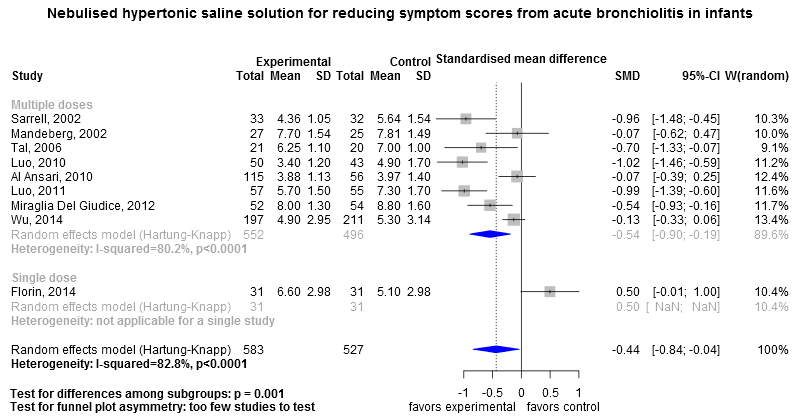 Nebulised hypertonic saline solution for reducing symptom scores from acute bronchiolitis in infants
Experimental Control Standardised mean difference
Study Total Mean SD Total Mean SD SMD 95%-CI W(random)
Multiple doses
Sarrell, 2002 33 4.36 1.05 32 5.64 1.54 -0.96 [-1.48; -0.45] 10.3%
Mandeberg, 2002 27 7.70 1.54 25 7.81 1.49 -0.07 [-0.62; 0.47] 10.0%
Tal, 2006 21 6.25 1.10 20 7.00 1.00 -0.70 [-1.33; -0.07] 9.1%
Luo, 2010 50 3.40 1.20 43 4.90 1.70 -1.02 [-1.46; -0.59] 11.2%
Al Ansari, 2010 115 3.88 1.13 56 3.97 1.40 -0.07 [-0.39; 0.25] 12.4%
Luo, 2011 57 5.70 1.50 55 7.30 1.70 -0.99 [-1.39; -0.60] 11.6%
Miraglia Del Giudice, 2012 52 8.00 1.30 54 8.80 1.60 -0.54 [-0.93; -0.16] 11.7%
Wu, 2014 197 4.90 2.95 211 5.30 3.14 -0.13 [-0.33; 0.06] 13.4%
Random effects model (Hartung-Knapp) 552 496 -0.54 [-0.90; -0.19] 89.6%
Heterogeneity: I-squared=80.2%, p<0.0001
Single dose
Florin, 2014 31 6.60 2.98 31 5.10 2.98 0.50 [-0.01; 1.00] 10.4%
Random effects model (Hartung-Knapp) 31 31 0.50 [ NaN; NaN] 10.4%
Heterogeneity: not applicable for a single study
Random effects model (Hartung-Knapp) 583 527 -0.44 [-0.84; -0.04] 100%
Heterogeneity: I-squared=82.8%, p<0.0001
Test for differences among subgroups: p = 0.001
Test for funnel plot asymmetry: too few studies to test
-1 -0.5 0 0.5 1
favors experimental favors control